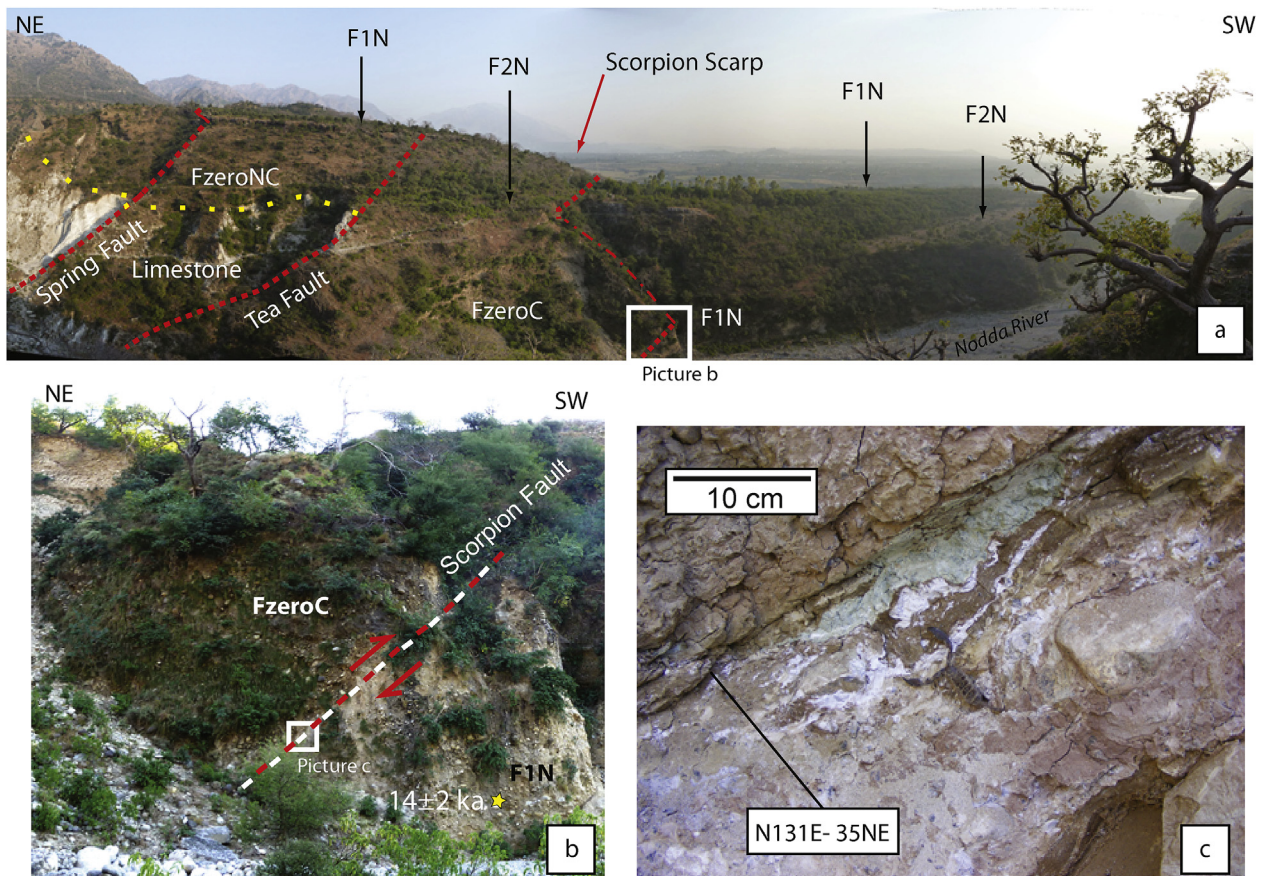 NE
SW
F1N
F2N
Scorpion Scarp
F1N
F2N
FzeroNC
Spring Fault
Limestone
Tea Fault
FzeroC
F1N
Nodda River
a
Picture b
NE
SW
Scorpion Fault
FzeroC
Picture c
F1N
14±2 ka
b
10 cm
N131E- 35NE
c